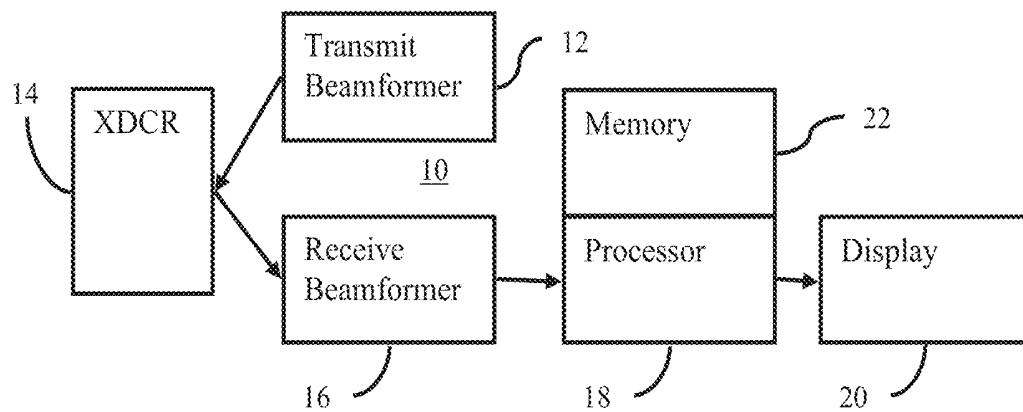 Transmit
Beamformer
12
14
XDCR
Memory
22
10
Receive
Beamformer
Processor
Display
16
18
20